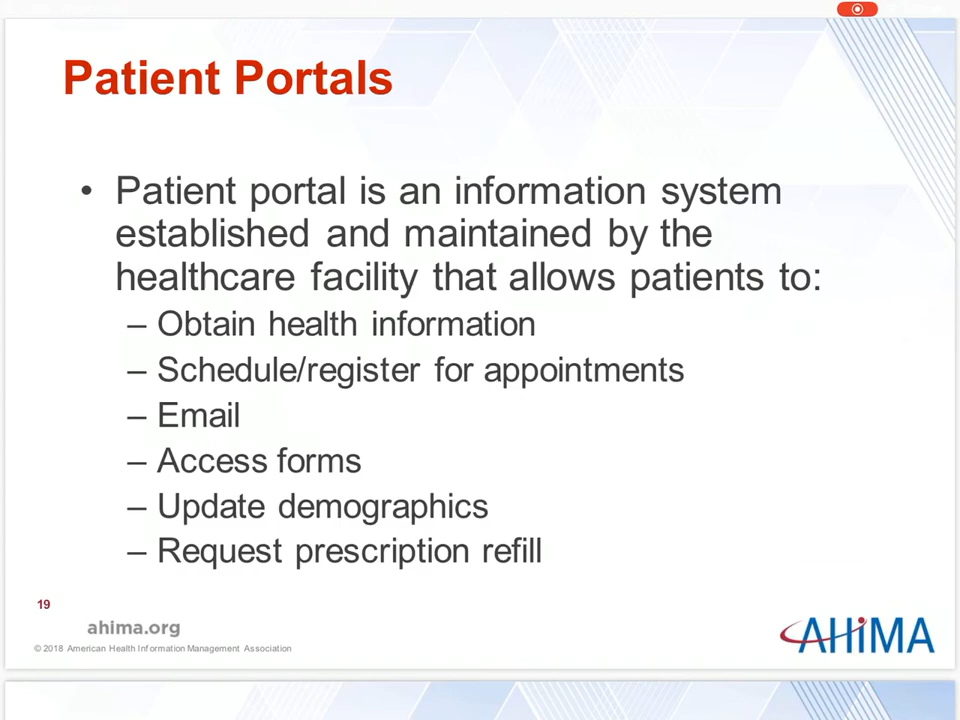 Patient Portals
• Patient portal is an information system
established and maintained by the
healthcare facility that allows patients to:
– Obtain health information
– Schedule/register for appointments
– Email
– Access forms
– Update demographics
– Request prescription refill
19
ahima.org
© 2018 American Health Information Management Association
AHiMA